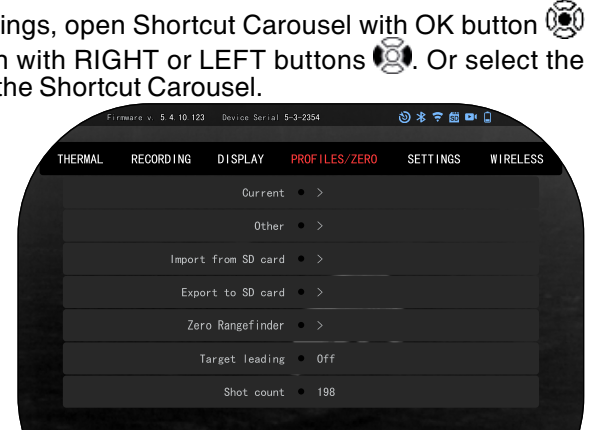 ings, open Shortcut Carousel with OK button
n with RIGHT or LEFT buttons . Or select the
the Shortcut Carousel.
Firmware v. 5.4.10.123 Device Serial 5-3-2354
THERMAL RECORDING DISPLAY PROFILES/ZERO SETTINGS WIRELESS
Current >
Other >
Import from SD card >
Export to SD card >
Zero Rangefinder >
Target leading Off
Shot count 198